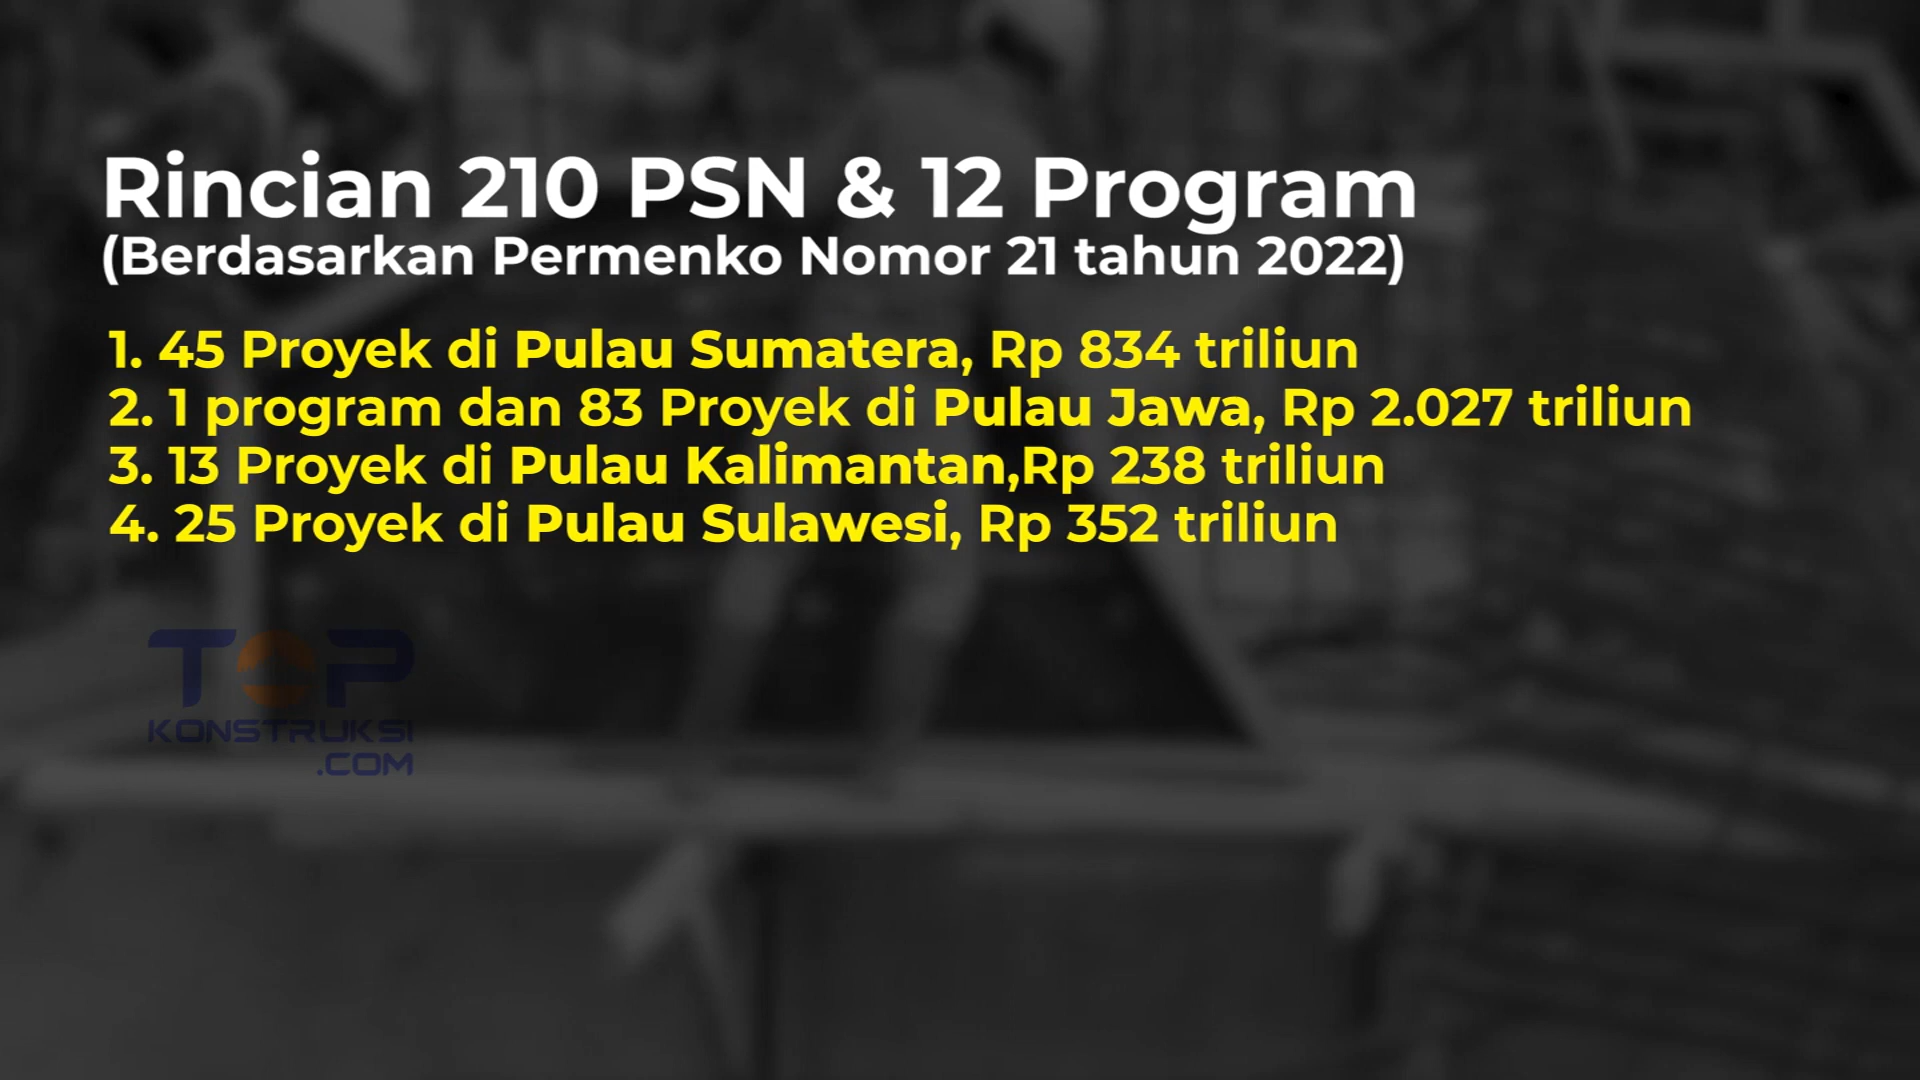 Rincian 210 PSN & 12 Program
(Berdasarkan Permenko Nomor 21 tahun 2022)
1. 45 Proyek di Pulau Sumatera, Rp 834 triliun
2. 1 program dan 83 Proyek di Pulau Jawa, Rp 2.027 triliun
3. 13 Proyek di Pulau Kalimantan,Rp 238 triliun
4. 25 Proyek di Pulau Sulawesi, Rp 352 triliun
TOP
KONSTRUKSI
.COM